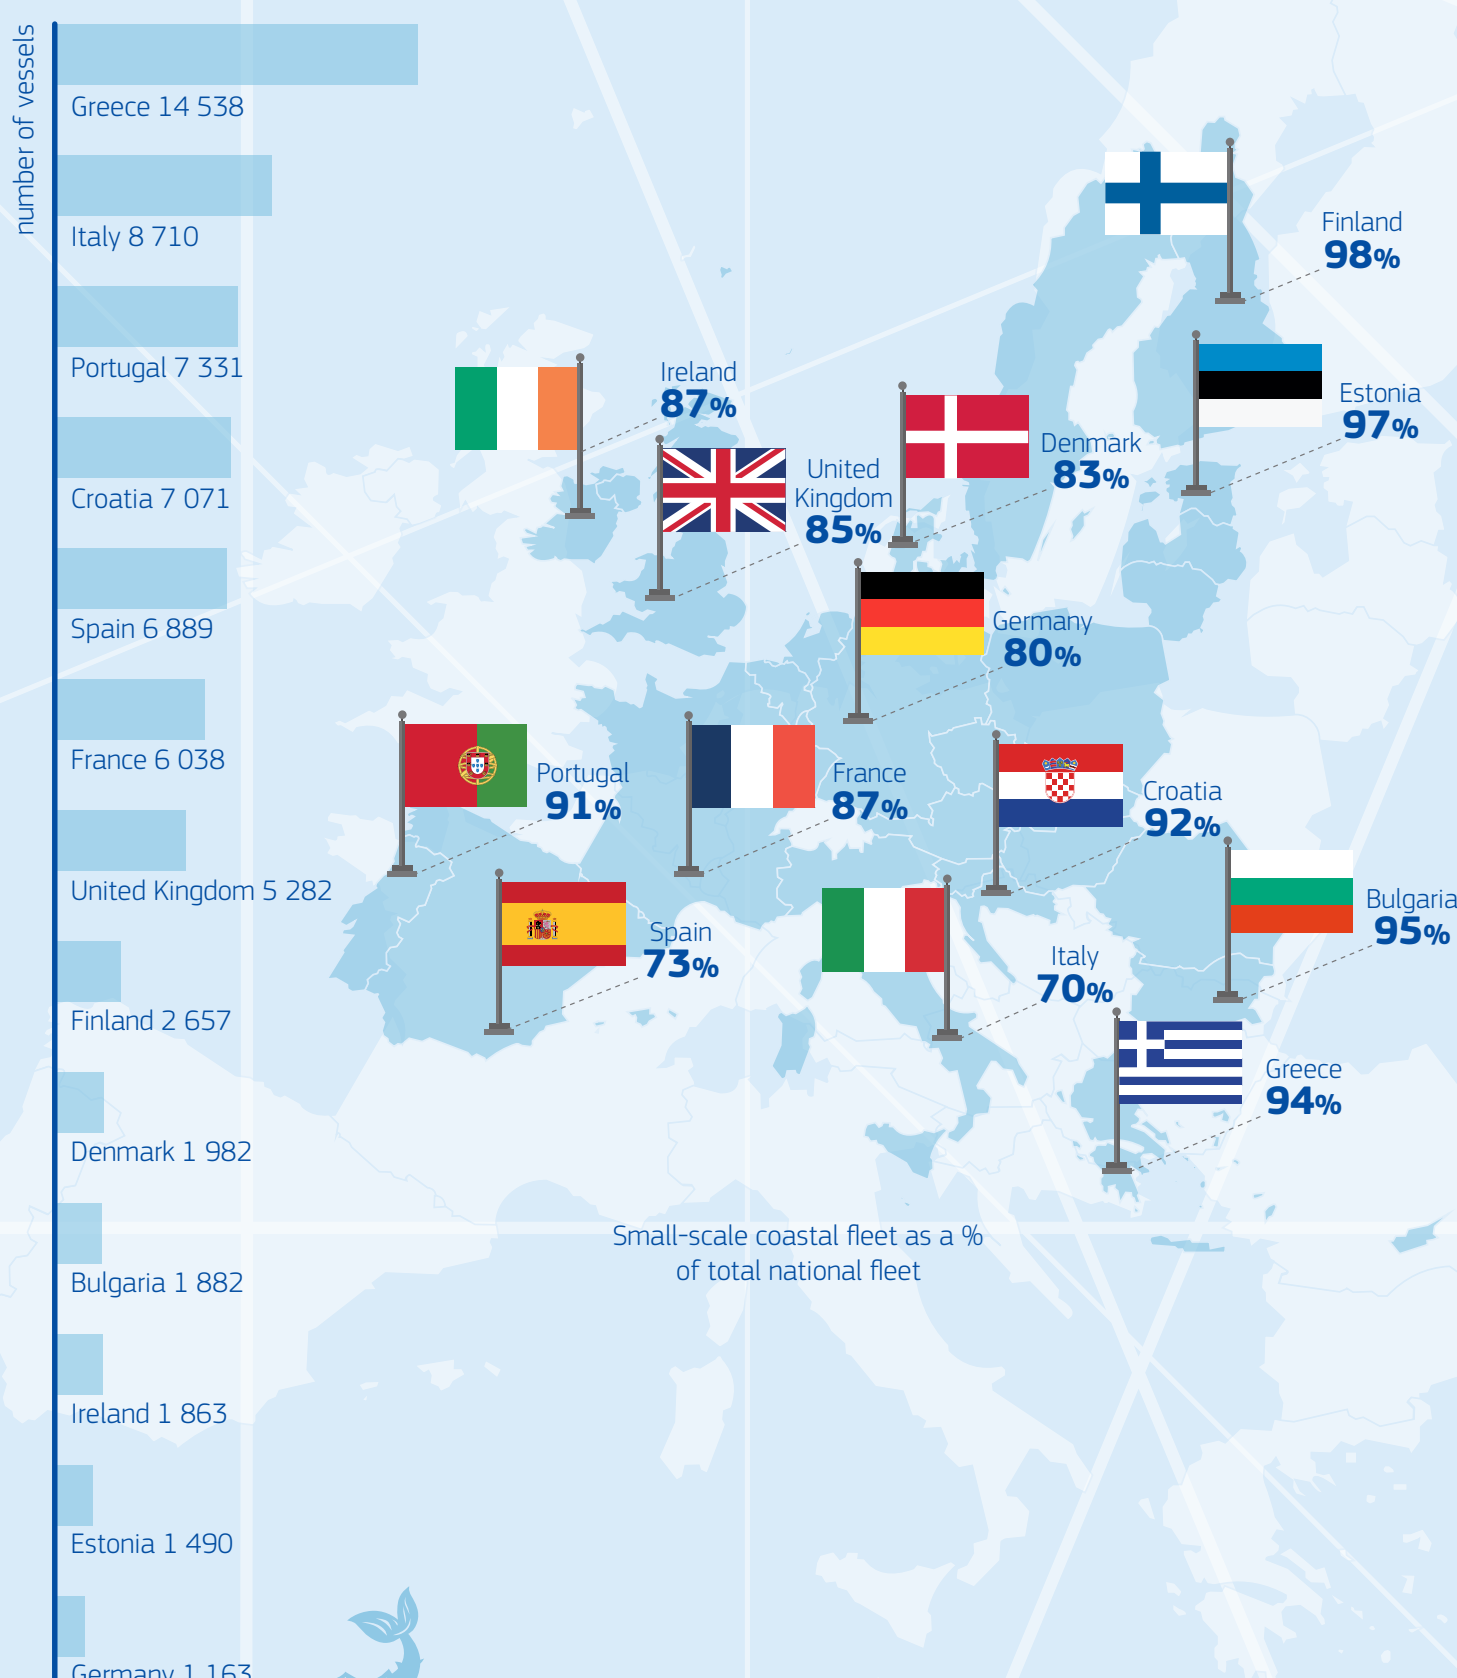 number of vessels
Greece 14 538
Italy 8 710
Portugal 7 331
Croatia 7 071
Spain 6 889
France 6 038
United Kingdom 5 282
Finland 2 657
Denmark 1 982
Bulgaria 1 882
Ireland 1 863
Estonia 1 490
Germany 1 163
Finland
98%
Ireland
87%
Estonia
97%
Denmark
83%
United
Kingdom
85%
Germany
80%
Portugal
91%
France
87%
Croatia
92%
Bulgaria
95%
Spain
73%
Italy
70%
Greece
94%
Small-scale coastal fleet as a %
of total national fleet